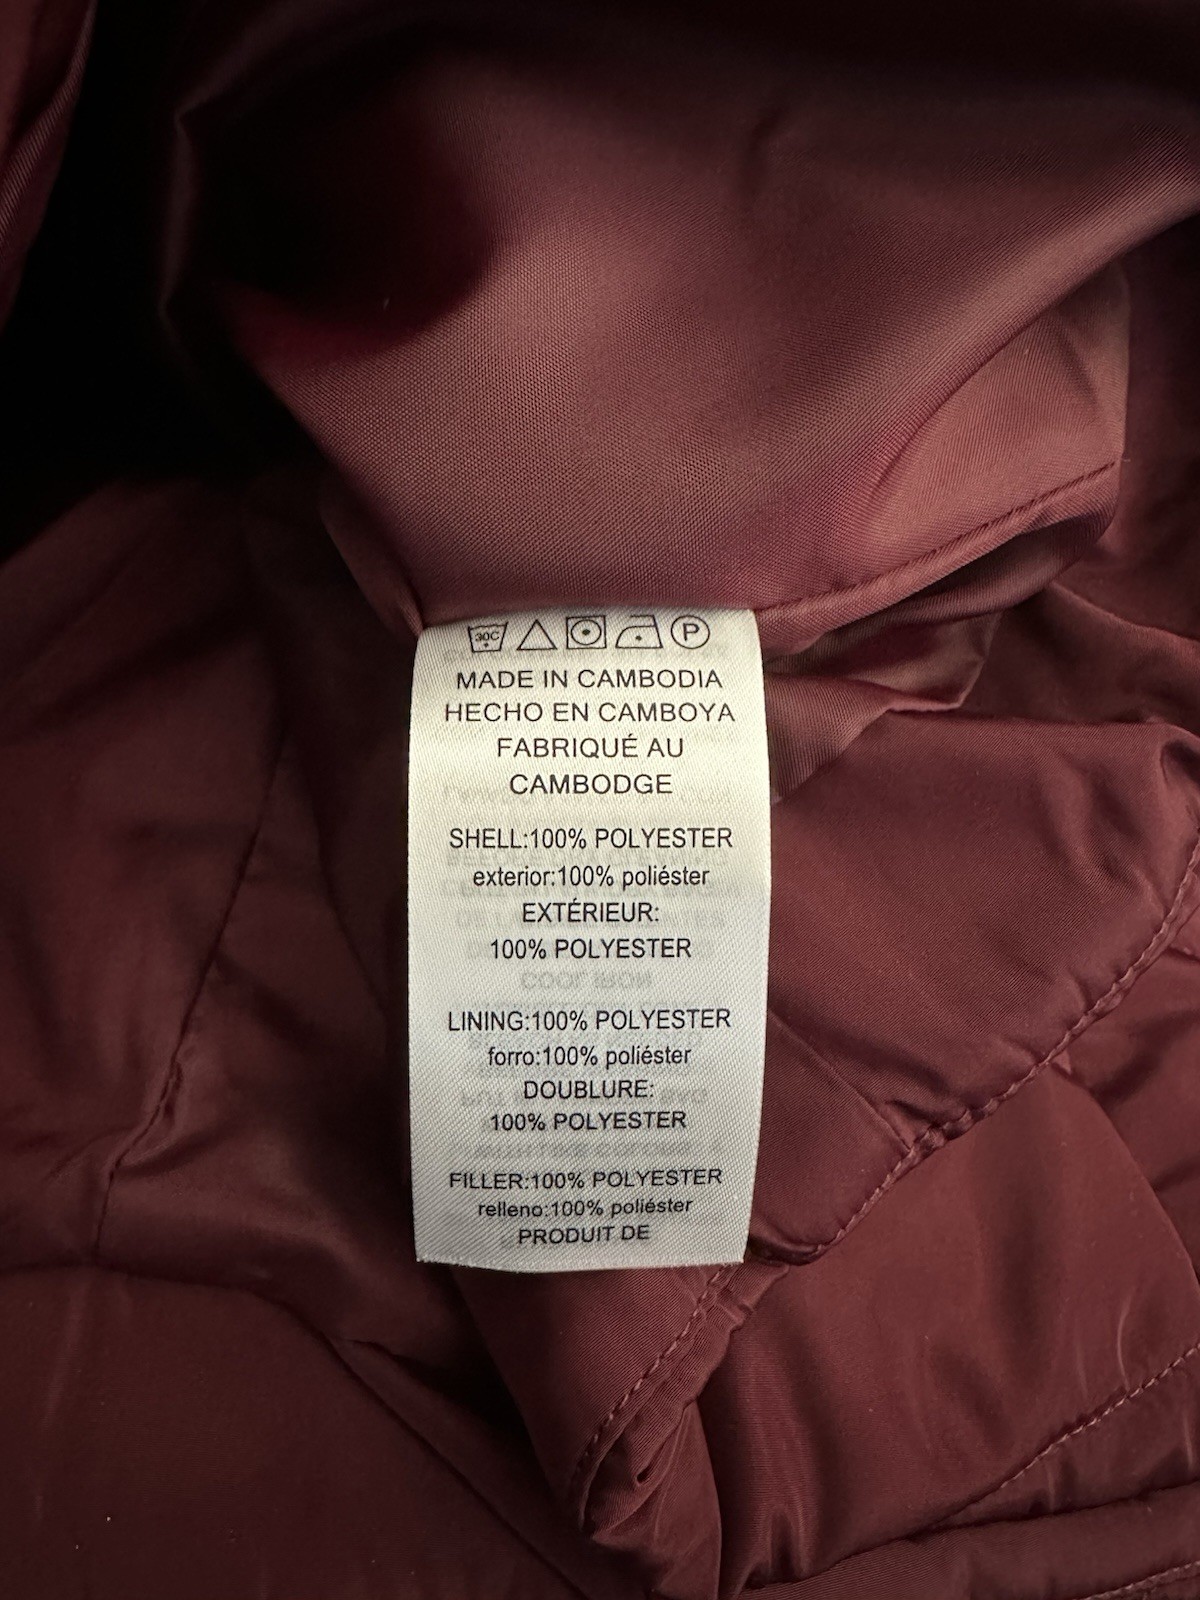 30C
P
MADE IN CAMBODIA
HECHO EN CAMBOYA
FABRIQUÉ AU
CAMBODGE
SHELL:100% POLYESTER
exterior:100% poliéster
EXTÉRIEUR:
100% POLYESTER
LINING:100% POLYESTER
forro:100% poliéster
DOUBLURE:
100% POLYESTER
FILLER:100% POLYESTER
relleno:100% poliéster
PRODUIT DE